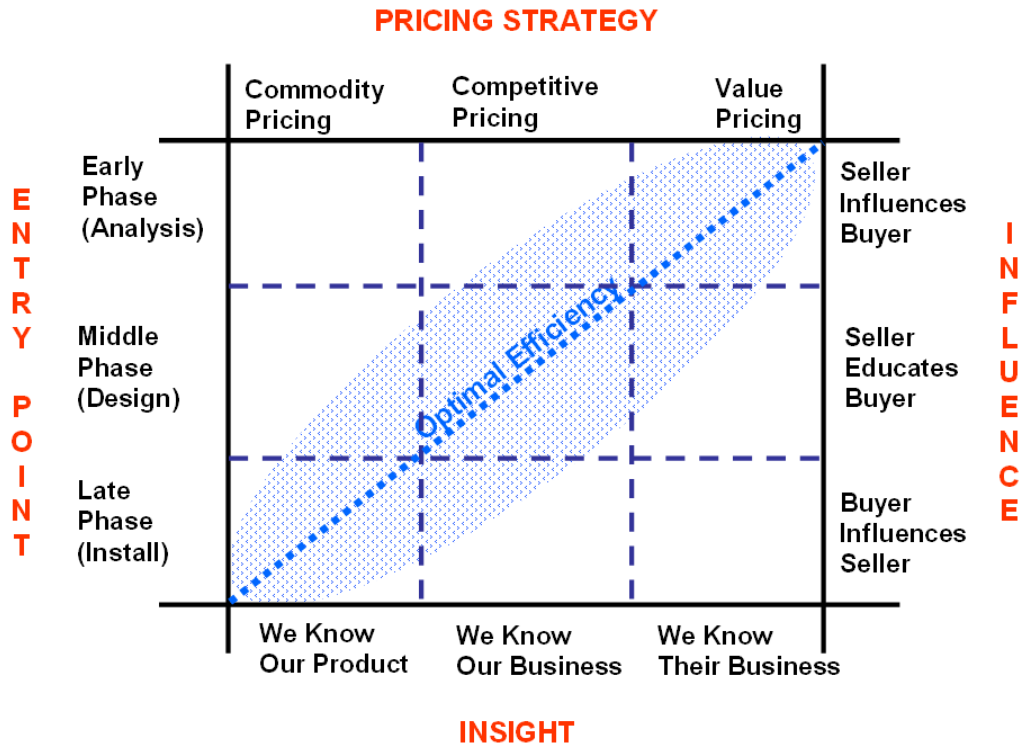 PRICING STRATEGY
Commodity
Pricing
Competitive
Pricing
Value
Pricing
ENTRY POINT
Early
Phase
(Analysis)
Middle
Phase
(Design)
Late
Phase
(Install)
Optimal Efficiency
Seller
Influences
Buyer
Seller
Educates
Buyer
Buyer
Influences
Seller
INFLUENCE
We Know
Our Product
We Know
Our Business
We Know
Their Business
INSIGHT